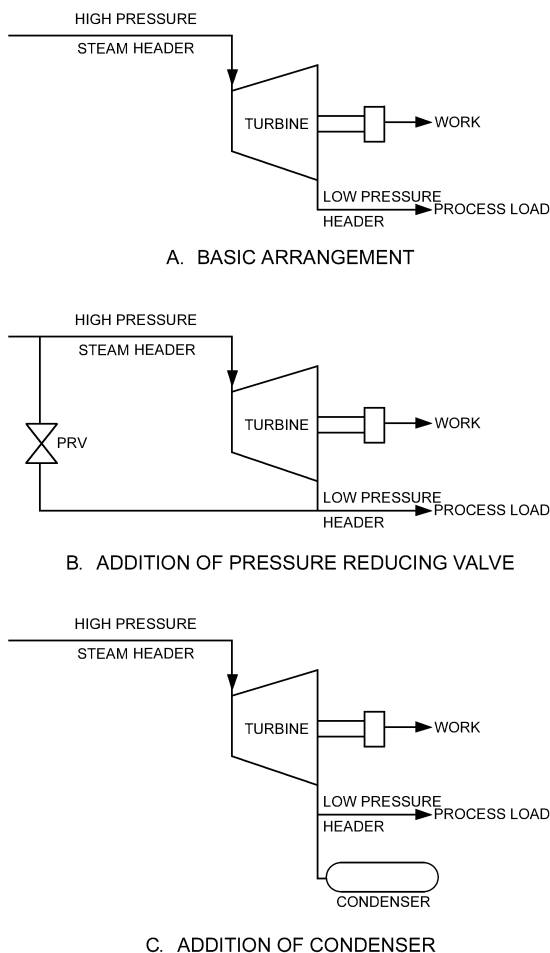 HIGH PRESSURE
STEAM HEADER
TURBINE
WORK
LOW PRESSURE
PROCESS LOAD
HEADER
A. BASIC ARRANGEMENT
HIGH PRESSURE
STEAM HEADER
TURBINE
WORK
PRV
LOW PRESSURE
PROCESS LOAD
HEADER
B. ADDITION OF PRESSURE REDUCING VALVE
HIGH PRESSURE
STEAM HEADER
TURBINE
WORK
LOW PRESSURE
PROCESS LOAD
HEADER
CONDENSER
C. ADDITION OF CONDENSER